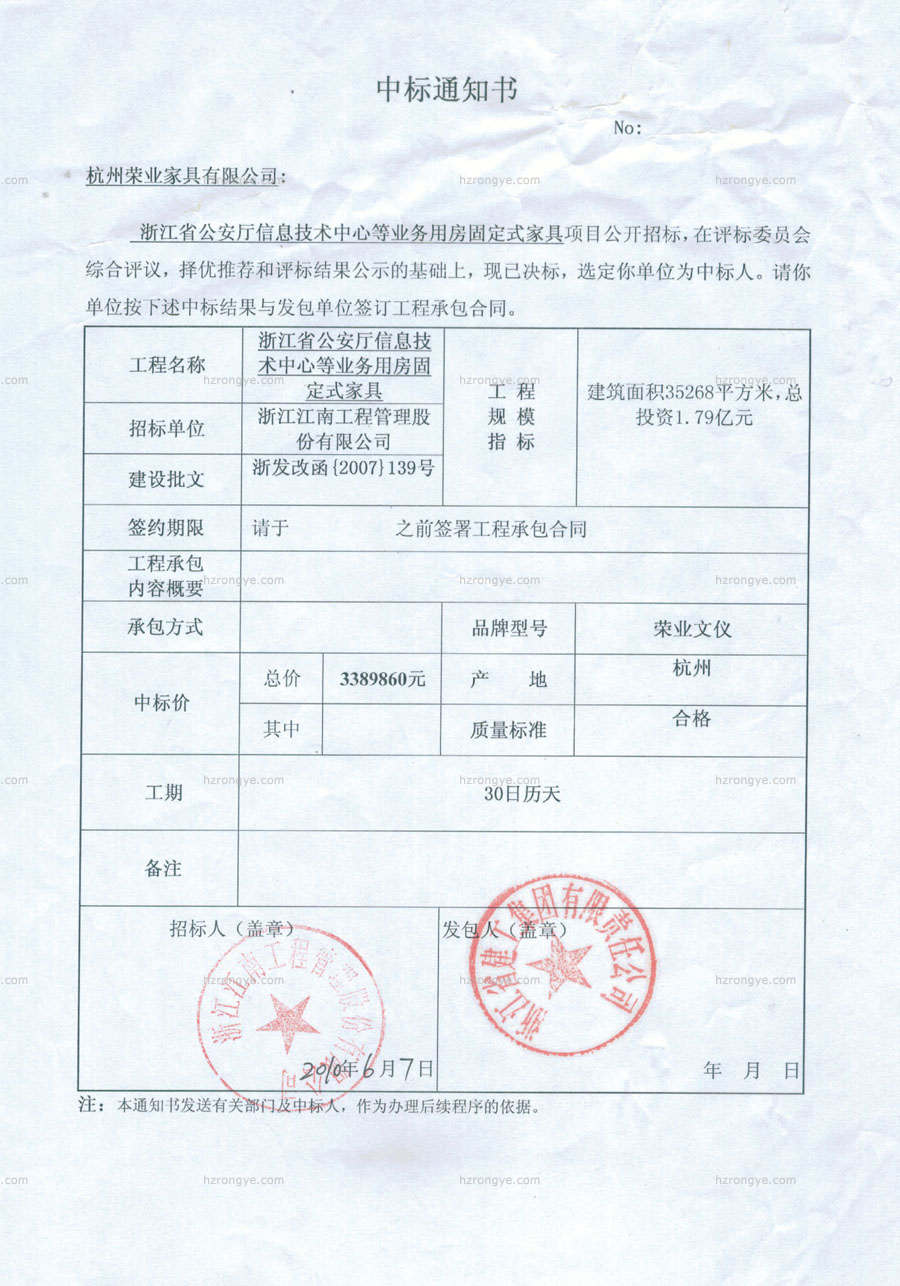 中标通知书
No:
杭州荣业家具有限公司:
浙江省公安厅信息技术中心等业务用房固定式家具项目公开招标，在评标委员会
综合评议，择优推荐和评标结果公示的基础上，现已决标，选定你单位为中标人。请你
单位按下述中标结果与发包单位签订工程承包合同。
工程名称
浙江省公安厅信息技
术中心等业务用房固
定式家具
工 程
规 模
指 标
建筑面积35268平方米，总
投资1.79亿元
招标单位
浙江江南工程管理股
份有限公司
建设批文
浙发改函{2007}139号
签约期限
请于 之前签署工程承包合同
工程承包
内容概要
承包方式
品牌型号
荣业文仪
中标价
总价
3389860元
产 地
杭州
其中
质量标准
合格
工期
30日历天
备注
招标人（盖章）
浙江江南工程管理股份有限公司
2010年6月7日
发包人（盖章）
浙江省建工集团有限责任公司
年 月 日
注：本通知书发送有关部门及中标人，作为办理后续程序的依据。
hzrongye.com